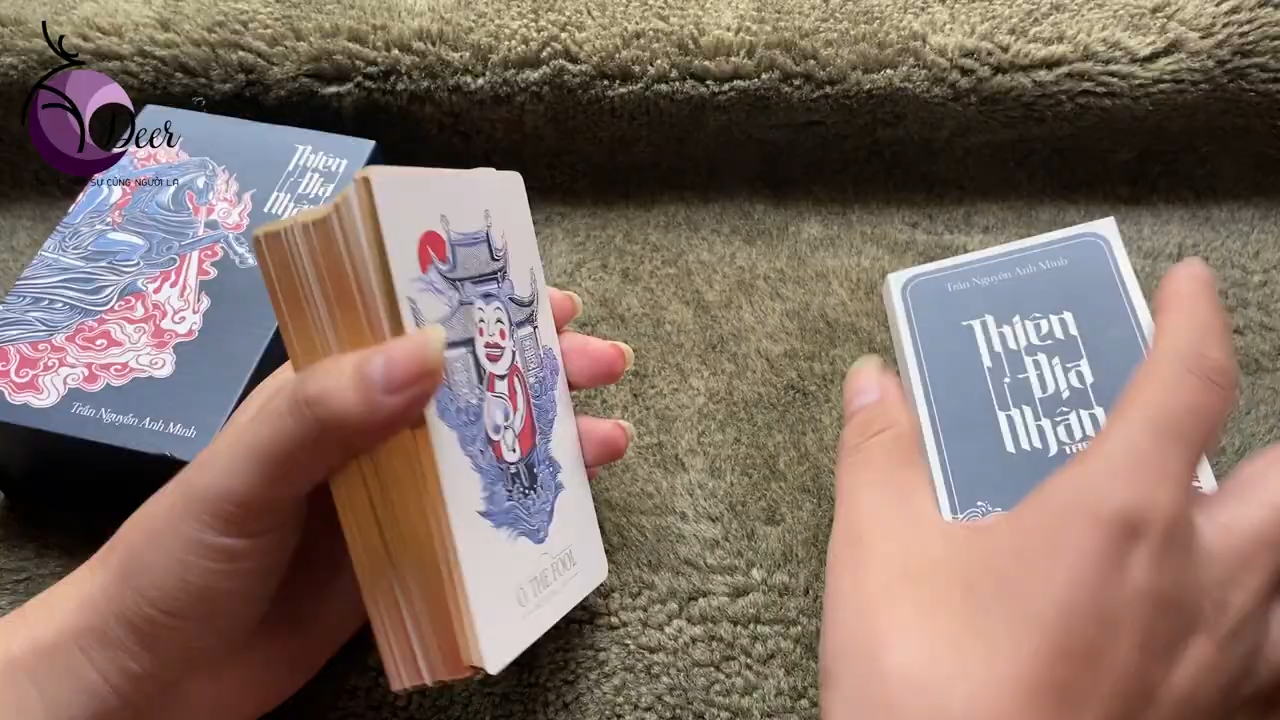 Deer
SỰ CÙNG NGƯỜI LẠ
Thiên
Địa
Nhân
Trần Nguyễn Anh Minh
0 THE FOOL
Trần Nguyễn Anh Minh
Thiên
Địa
Nhân